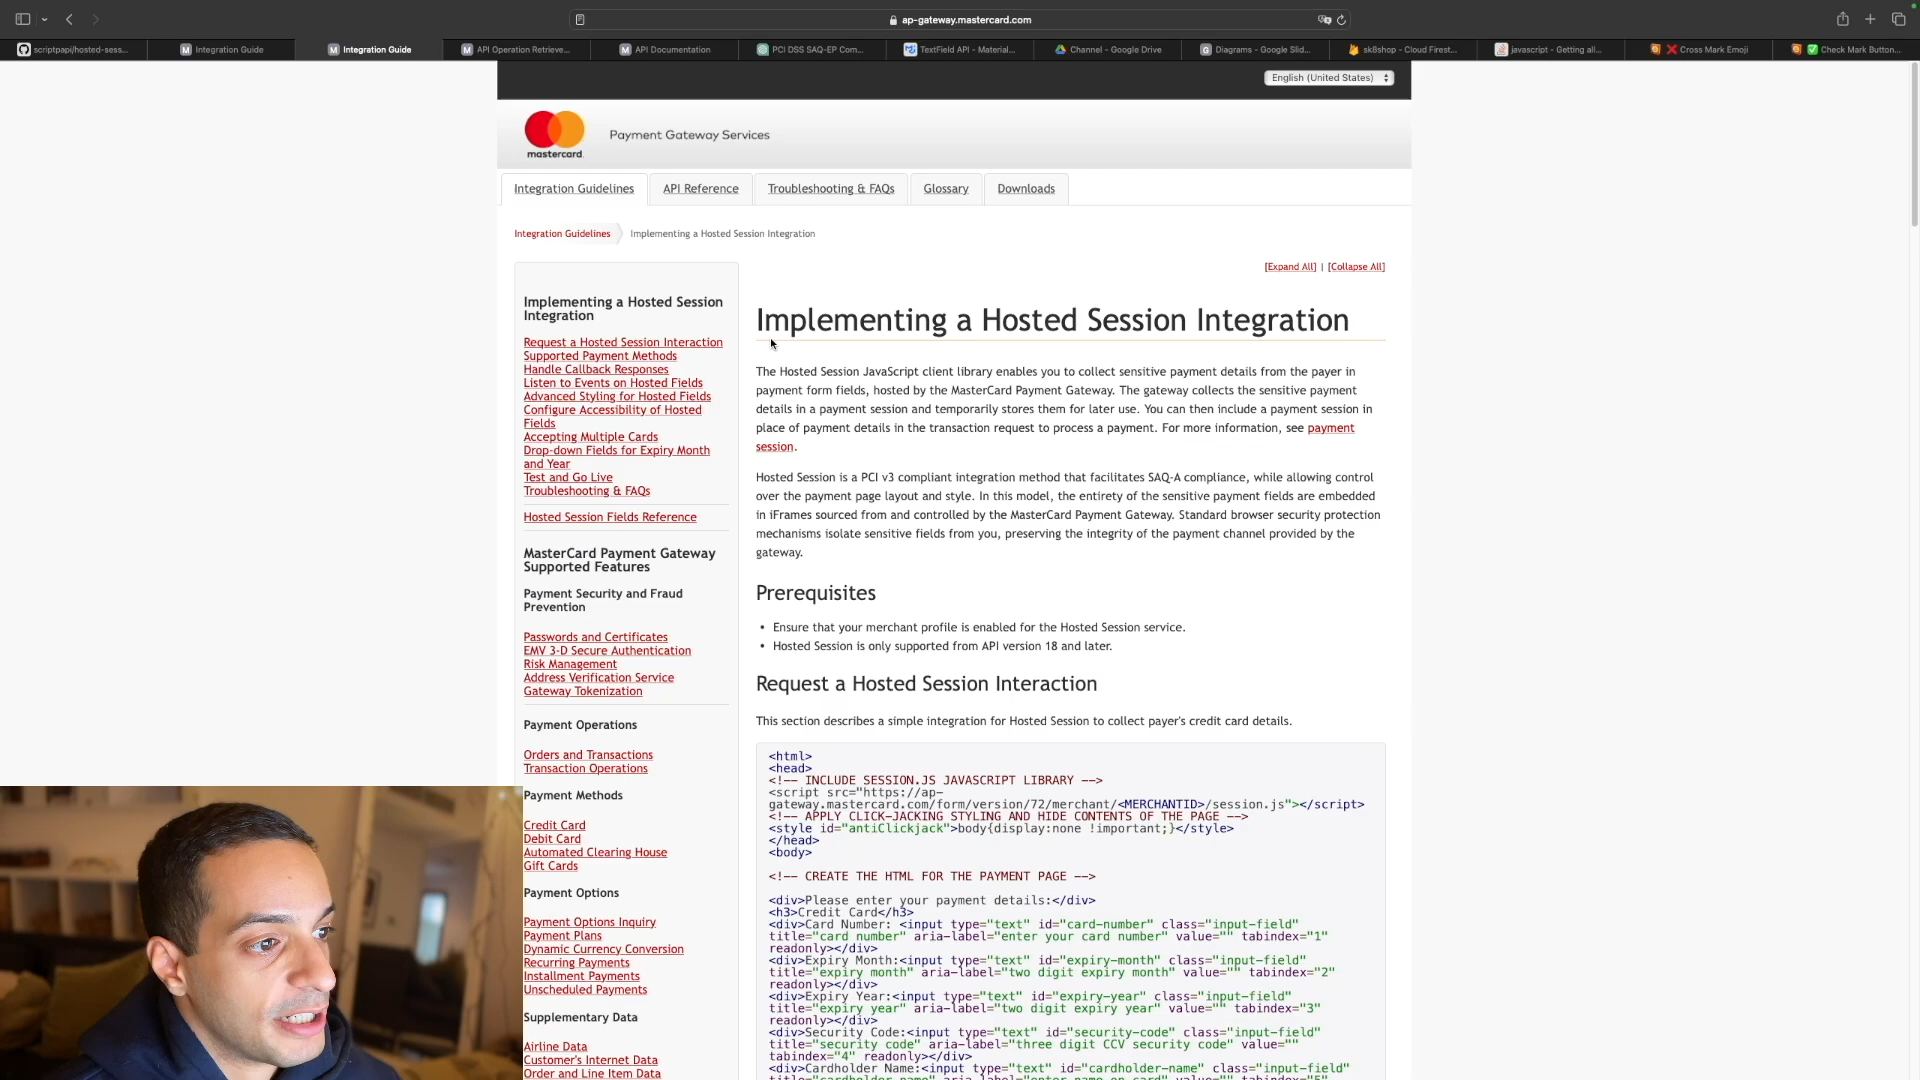 ap-gateway.mastercard.com
scriptpapi/hosted-sess...
Integration Guide
Integration Guide
API Operation Retrieve...
API Documentation
PCI DSS SAQ-EP Com...
TextField API - Material...
Channel - Google Drive
Diagrams - Google Slid...
sk8shop - Cloud Firest...
javascript - Getting all...
❌ Cross Mark Emoji
✅ Check Mark Button...
English (United States)
mastercard.
Payment Gateway Services
Integration Guidelines
API Reference
Troubleshooting & FAQs
Glossary
Downloads
Integration Guidelines
Implementing a Hosted Session Integration
[Expand All] | [Collapse All]
Implementing a Hosted Session
Integration
Request a Hosted Session Interaction
Supported Payment Methods
Handle Callback Responses
Listen to Events on Hosted Fields
Advanced Styling for Hosted Fields
Configure Accessibility of Hosted
Fields
Accepting Multiple Cards
Drop-down Fields for Expiry Month
and Year
Test and Go Live
Troubleshooting & FAQs
Hosted Session Fields Reference
MasterCard Payment Gateway
Supported Features
Payment Security and Fraud
Prevention
Passwords and Certificates
EMV 3-D Secure Authentication
Risk Management
Address Verification Service
Gateway Tokenization
Payment Operations
Orders and Transactions
Transaction Operations
Payment Methods
Credit Card
Debit Card
Automated Clearing House
Gift Cards
Payment Options
Payment Options Inquiry
Payment Plans
Dynamic Currency Conversion
Recurring Payments
Installment Payments
Unscheduled Payments
Supplementary Data
Airline Data
Customer's Internet Data
Order and Line Item Data
Implementing a Hosted Session Integration
The Hosted Session JavaScript client library enables you to collect sensitive payment details from the payer in
payment form fields, hosted by the MasterCard Payment Gateway. The gateway collects the sensitive payment
details in a payment session and temporarily stores them for later use. You can then include a payment session in
place of payment details in the transaction request to process a payment. For more information, see payment
session.
Hosted Session is a PCI v3 compliant integration method that facilitates SAQ-A compliance, while allowing control
over the payment page layout and style. In this model, the entirety of the sensitive payment fields are embedded
in iFrames sourced from and controlled by the MasterCard Payment Gateway. Standard browser security protection
mechanisms isolate sensitive fields from you, preserving the integrity of the payment channel provided by the
gateway.
Prerequisites
• Ensure that your merchant profile is enabled for the Hosted Session service.
• Hosted Session is only supported from API version 18 and later.
Request a Hosted Session Interaction
This section describes a simple integration for Hosted Session to collect payer's credit card details.
<html>
<head>
<!-- INCLUDE SESSION.JS JAVASCRIPT LIBRARY -->
<script src="https://ap-
gateway.mastercard.com/form/version/72/merchant/<MERCHANTID>/session.js"></script>
<!-- APPLY CLICK-JACKING STYLING AND HIDE CONTENTS OF THE PAGE -->
<style id="antiClickjack">body{display:none !important;}</style>
</head>
<body>
<!-- CREATE THE HTML FOR THE PAYMENT PAGE -->
<div>Please enter your payment details:</div>
<h3>Credit Card</h3>
<div>Card Number: <input type="text" id="card-number" class="input-field"
title="card number" aria-label="enter your card number" value="" tabindex="1"
readonly></div>
<div>Expiry Month:<input type="text" id="expiry-month" class="input-field"
title="expiry month" aria-label="two digit expiry month" value="" tabindex="2"
readonly></div>
<div>Expiry Year:<input type="text" id="expiry-year" class="input-field"
title="expiry year" aria-label="two digit expiry year" value="" tabindex="3"
readonly></div>
<div>Security Code:<input type="text" id="security-code" class="input-field"
title="security code" aria-label="three digit CCV security code" value=""
tabindex="4" readonly></div>
<div>Cardholder Name:<input type="text" id="cardholder-name" class="input-field"
title="cardholder name" aria-label="enter name on card" value="" tabindex="5"